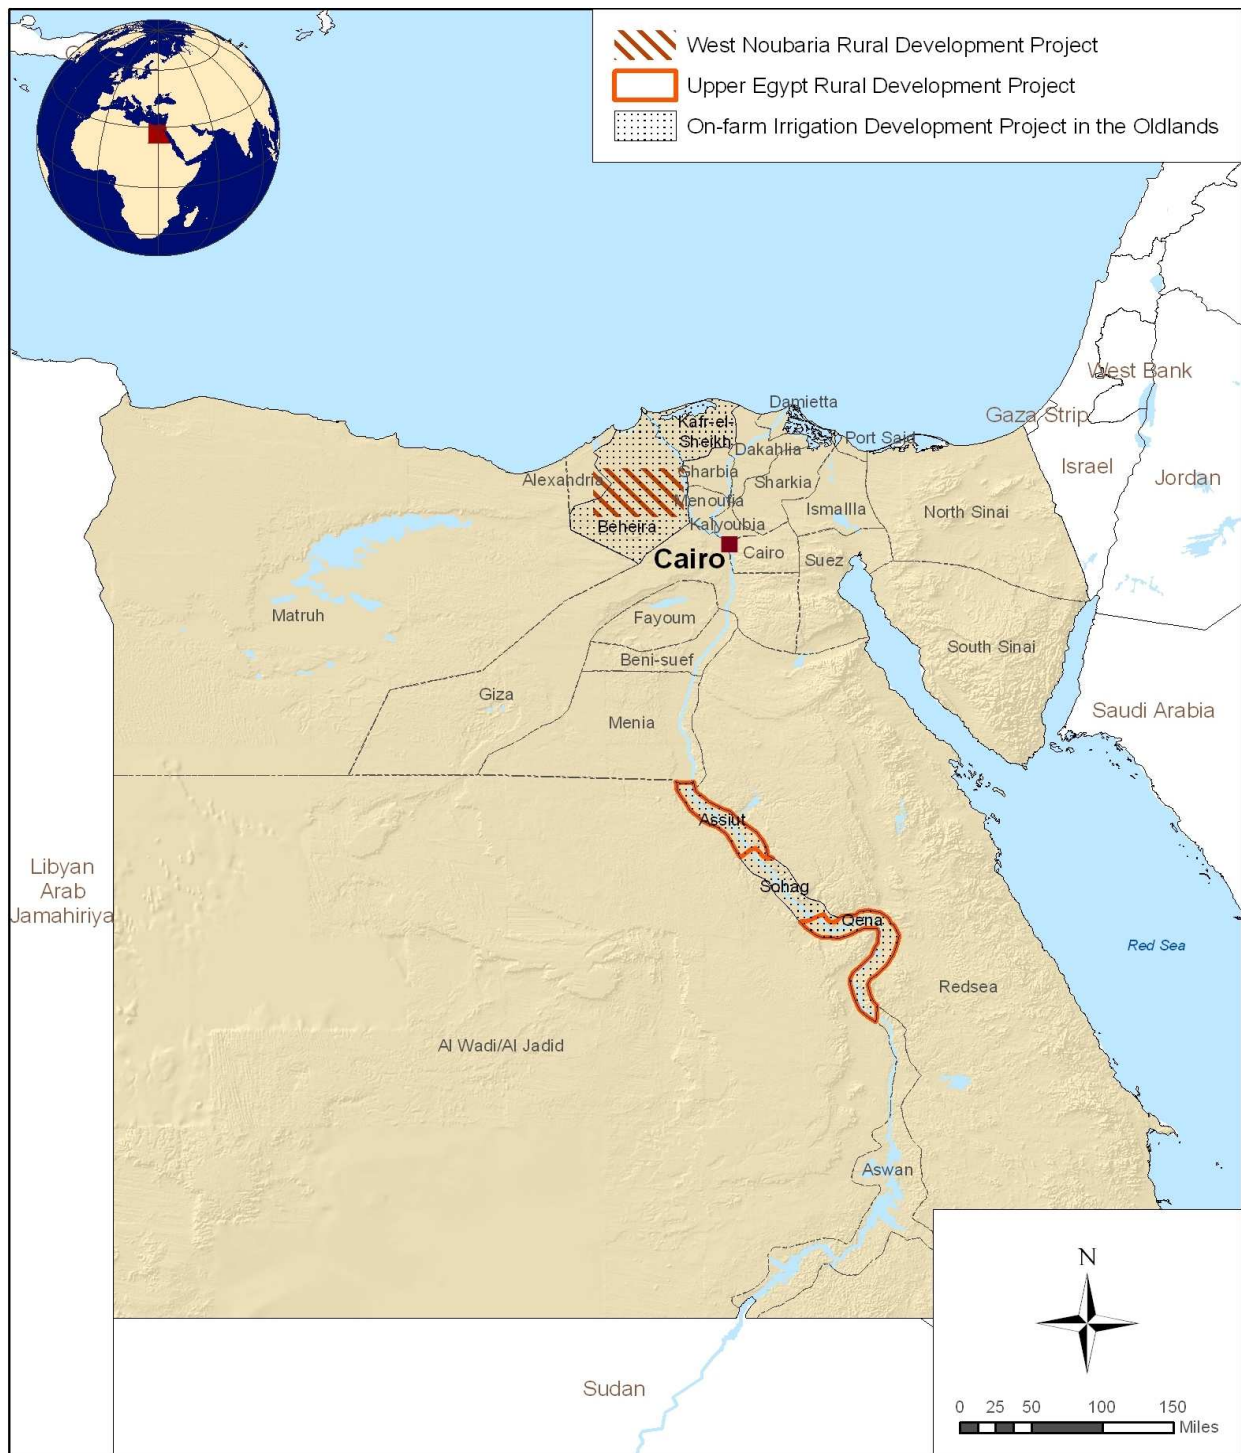 West Noubaria Rural Development Project
Upper Egypt Rural Development Project
On-farm Irrigation Development Project in the Oldlands
West Bank
Gaza Strip
Israel
Jordan
Damietta
Kafr-el-
Sheikh
Port Said
Dakahlia
Alexandria
Gharbia
Sharkia
Menoufia
Ismallla
North Sinai
Beheira
Kalyoubia
Cairo
Cairo
Suez
Matruh
Fayoum
South Sinai
Beni-suef
Giza
Menia
Saudi Arabia
Assiut
Libyan
Arab
Jamahiriya
Sohag
Qena
Red Sea
Redsea
Al Wadi/Al Jadid
Aswan
Sudan
N
0 25 50 100 150
Miles